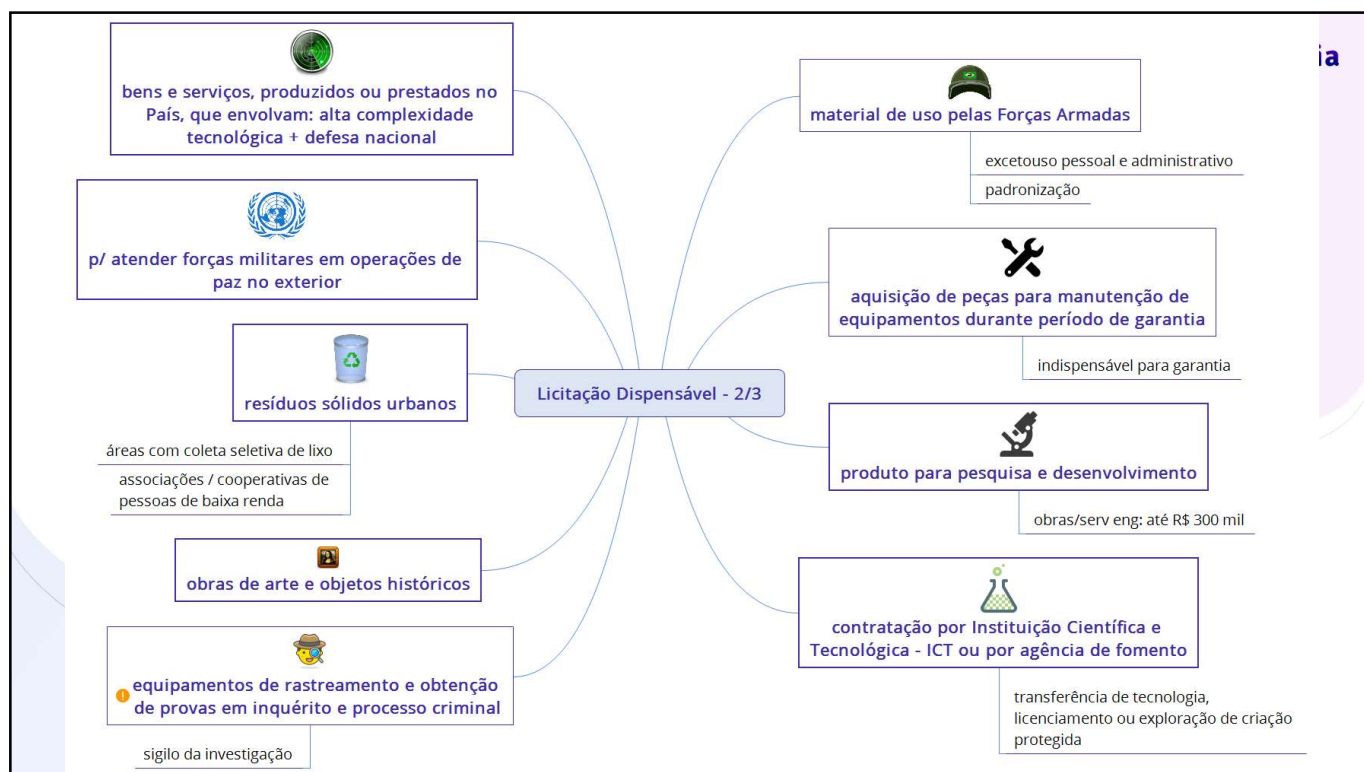 ia
bens e serviços, produzidos ou prestados no
País, que envolvam: alta complexidade
tecnológica + defesa nacional
p/ atender forças militares em operações de
paz no exterior
resíduos sólidos urbanos
áreas com coleta seletiva de lixo
associações / cooperativas de
pessoas de baixa renda
obras de arte e objetos históricos
equipamentos de rastreamento e obtenção
de provas em inquérito e processo criminal
sigilo da investigação
Licitação Dispensável - 2/3
material de uso pelas Forças Armadas
excetouso pessoal e administrativo
padronização
aquisição de peças para manutenção de
equipamentos durante período de garantia
indispensável para garantia
produto para pesquisa e desenvolvimento
obras/serv eng: até R$ 300 mil
contratação por Instituição Científica e
Tecnológica - ICT ou por agência de fomento
transferência de tecnologia,
licenciamento ou exploração de criação
protegida